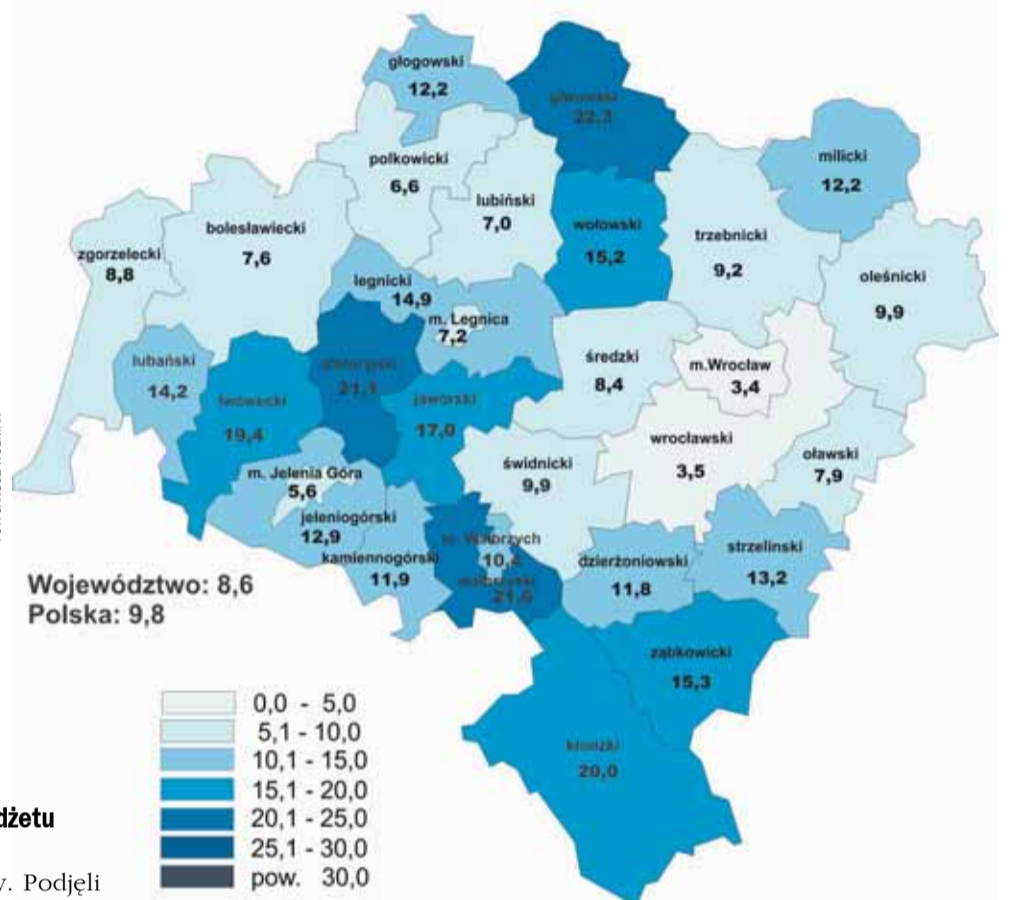 głogowski
12,2
22,3
milicki
12,2
polkowicki
6,6
lubiński
7,0
wołowski
15,2
trzebnicki
9,2
bolesławiecki
7,6
zgorzelecki
8,8
oleśnicki
9,9
legnicki
14,9
m. Legnica
7,2
lubański
14,2
21,1
średzki
8,4
m.Wrocław
3,4
lwówecki
19,4
jaworski
17,0
wrocławski
3,5
oławski
7,9
świdnicki
9,9
m. Jelenia Góra
5,6
jeleniogórski
12,9
kamiennogórski
11,9
m. Wałbrzych
10,4
21,6
dzierżoniowski
11,8
strzelinski
13,2
Województwo: 8,6
Polska: 9,8
ząbkowicki
15,3
kłodzki
20,0
0,0 - 5,0
5,1 - 10,0
10,1 - 15,0
15,1 - 20,0
20,1 - 25,0
25,1 - 30,0
pow. 30,0
dżetu
y. Podjęli